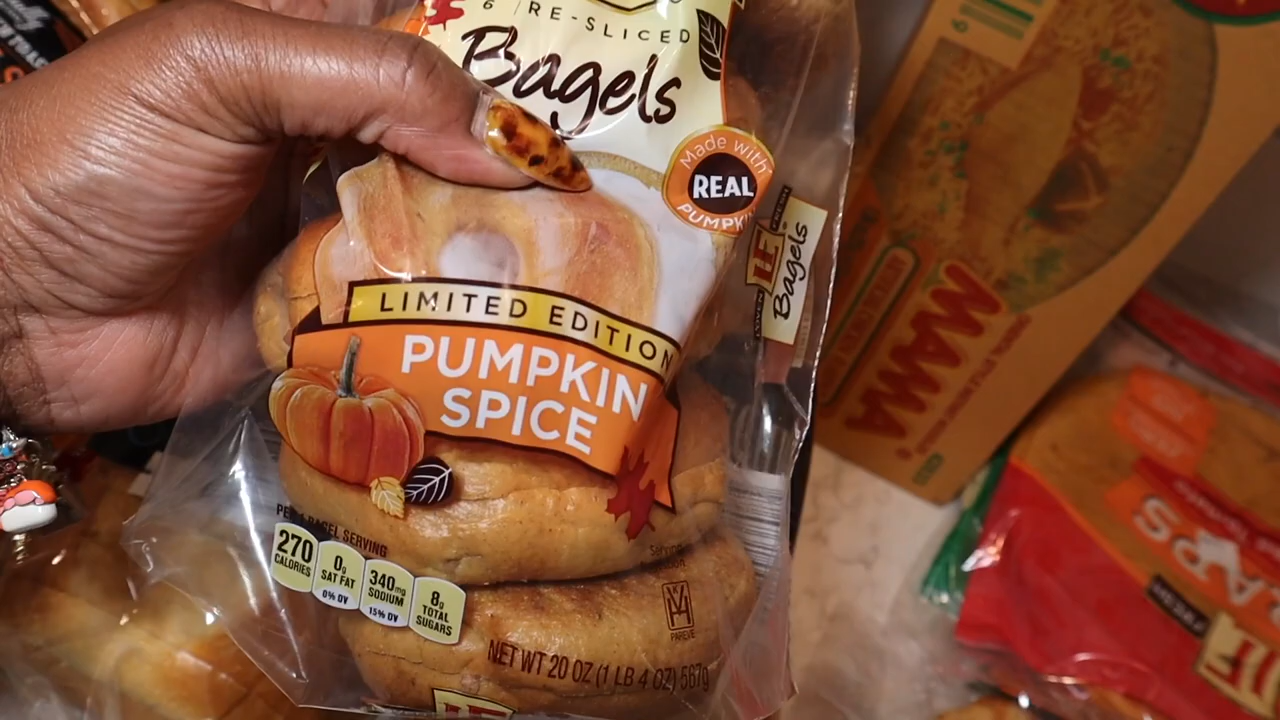 6 PRE-SLICED
Bagels
Made with
REAL
PUMPKIN
LE
Bagels
LIMITED EDITION
PUMPKIN
SPICE
PER 1 BAGEL SERVING
270
CALORIES
0g
SAT FAT
0% DV
340mg
SODIUM
15% DV
8g
TOTAL
SUGARS
Serving
PAREVE
NET WT 20 OZ (1 LB 4 OZ) 567g
MAMA